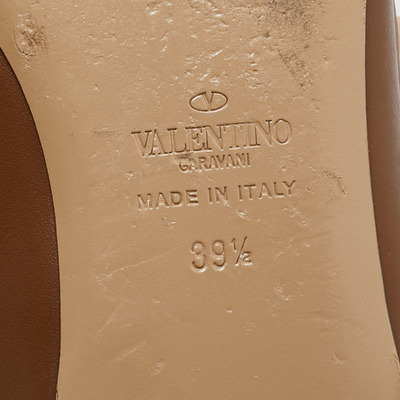 V
VALENTINO
GARAVANI
MADE IN ITALY
39½